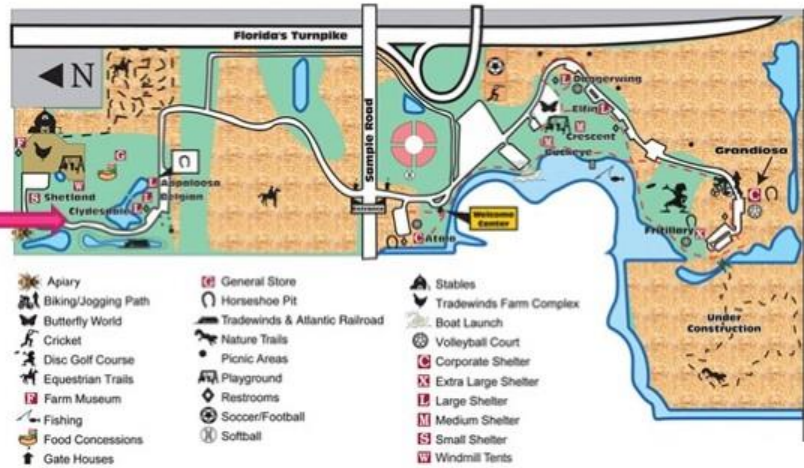 Florida's Turnpike
N
Sample Road
Daggerwing
Elfin
Crescent
Buckeye
Grandiosa
F
G
W
L
Appaloosa
L
Belgian
S Shetland
Clydesdale
L
Entrance
Welcome
Center
C Atala
M
M
L
L
C
Fritillary
X
Under
Construction
Apiary
Biking/Jogging Path
Butterfly World
Cricket
Disc Golf Course
Equestrian Trails
F Farm Museum
Fishing
Food Concessions
Gate Houses
G General Store
Horseshoe Pit
Tradewinds & Atlantic Railroad
Nature Trails
Picnic Areas
Playground
Restrooms
Soccer/Football
Softball
Stables
Tradewinds Farm Complex
Boat Launch
Volleyball Court
C Corporate Shelter
X Extra Large Shelter
L Large Shelter
M Medium Shelter
S Small Shelter
W Windmill Tents